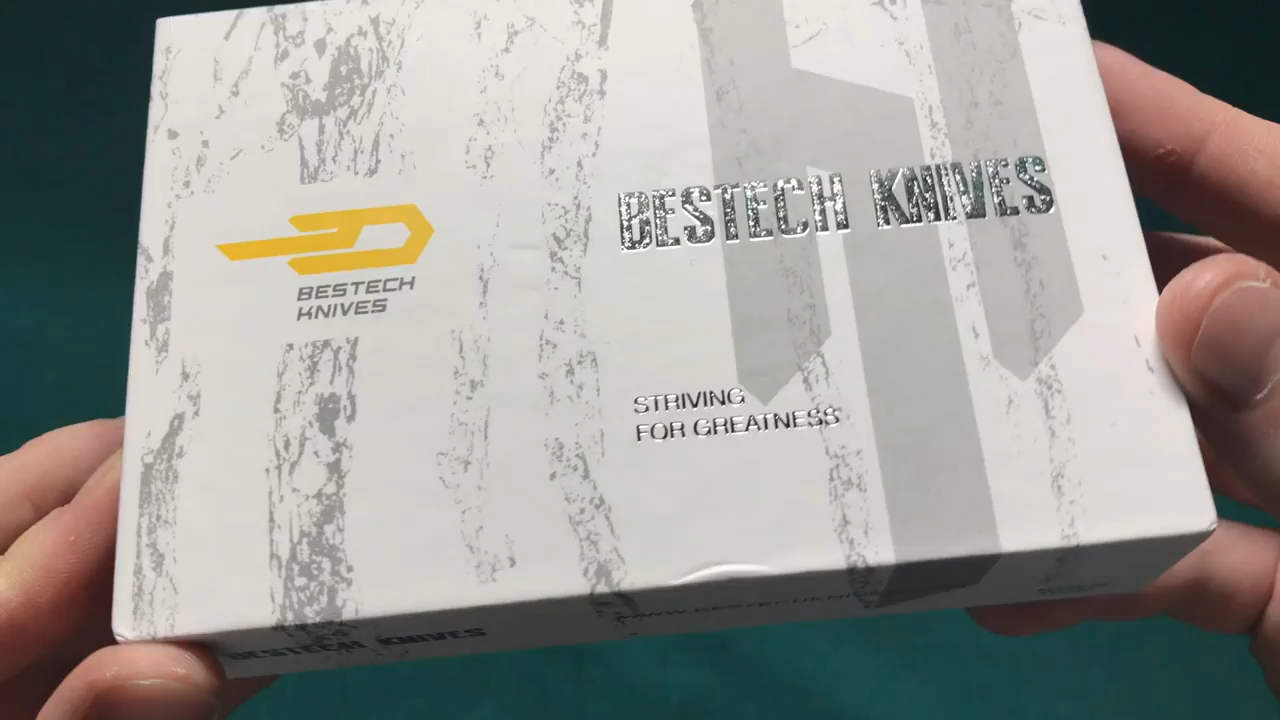 BESTECH KNIVES
BESTECH
KNIVES
STRIVING
FOR GREATNESS
BESTECH KNIVES